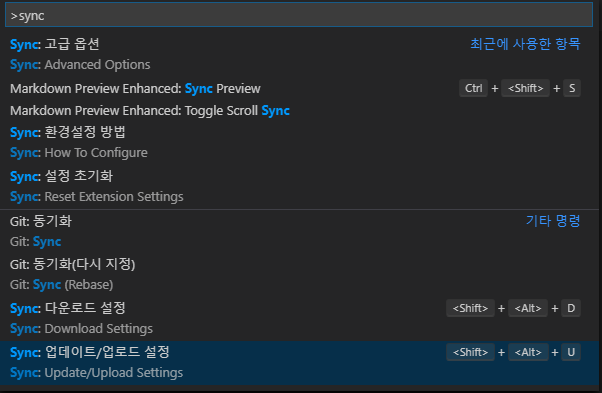 >sync
Sync: 고급 옵션 최근에 사용한 항목
Sync: Advanced Options
Markdown Preview Enhanced: Sync Preview Ctrl + <Shift> + S
Markdown Preview Enhanced: Toggle Scroll Sync
Sync: 환경설정 방법
Sync: How To Configure
Sync: 설정 초기화
Sync: Reset Extension Settings
Git: 동기화 기타 명령
Git: Sync
Git: 동기화(다시 지정)
Git: Sync (Rebase)
Sync: 다운로드 설정 <Shift> + <Alt> + D
Sync: Download Settings
Sync: 업데이트/업로드 설정 <Shift> + <Alt> + U
Sync: Update/Upload Settings